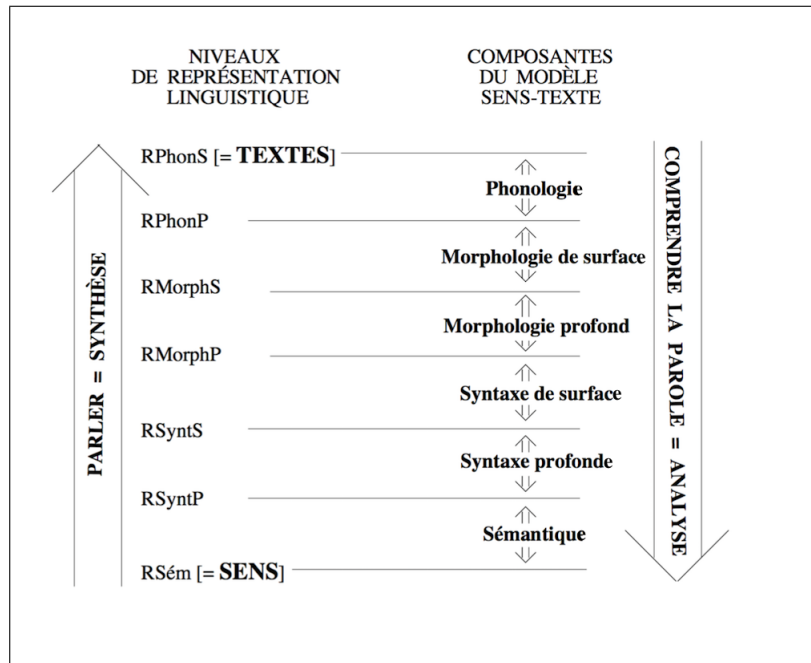 NIVEAUX
DE REPRÉSENTATION
LINGUISTIQUE
COMPOSANTES
DU MODÈLE
SENS-TEXTE
RPhonS [= TEXTES]
Phonologie
RPhonP
Morphologie de surface
RMorphS
Morphologie profond
RMorphP
Syntaxe de surface
RSyntS
Syntaxe profonde
RSyntP
Sémantique
RSém [= SENS]
PARLER = SYNTHÈSE
COMPRENDRE LA PAROLE = ANALYSE